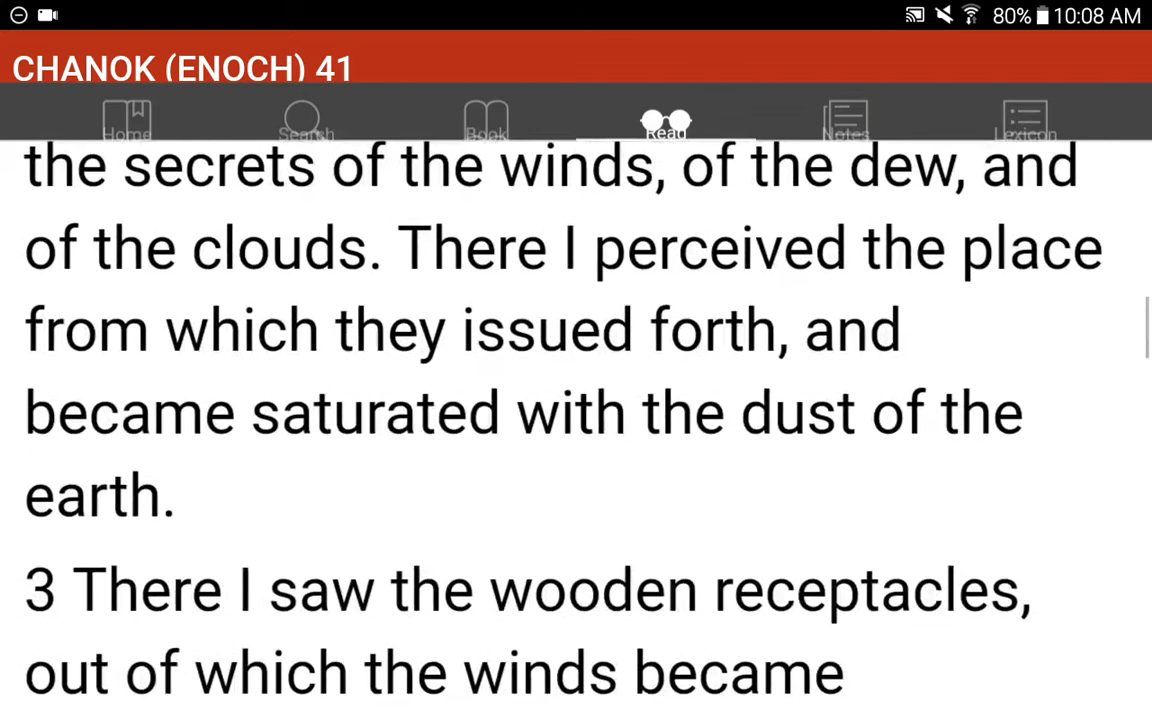 80% 10:08 AM
CHANOK (ENOCH) 41
Home Search Book Read Notes Lexicon
the secrets of the winds, of the dew, and
of the clouds. There I perceived the place
from which they issued forth, and
became saturated with the dust of the
earth.
3 There I saw the wooden receptacles,
out of which the winds became